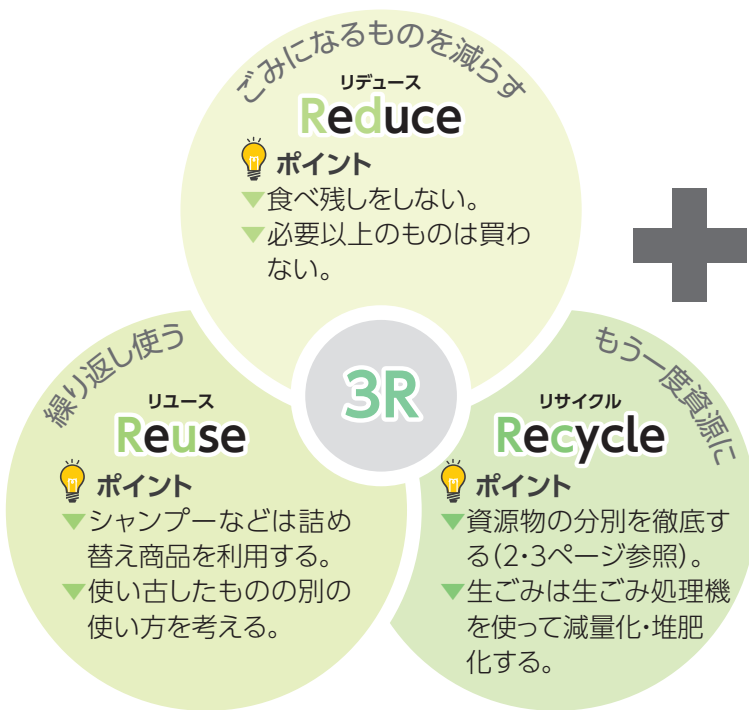 ごみになるものを減らす
リデュース
Reduce
ポイント
▼食べ残しをしない。
▼必要以上のものは買わ
ない。
3R
繰り返し使う
リユース
Reuse
ポイント
▼シャンプーなどは詰め
替え商品を利用する。
▼使い古したものの別の
使い方を考える。
もう一度資源に
リサイクル
Recycle
ポイント
▼資源物の分別を徹底す
る(2・3ページ参照)。
▼生ごみは生ごみ処理機
を使って減量化・堆肥
化する。